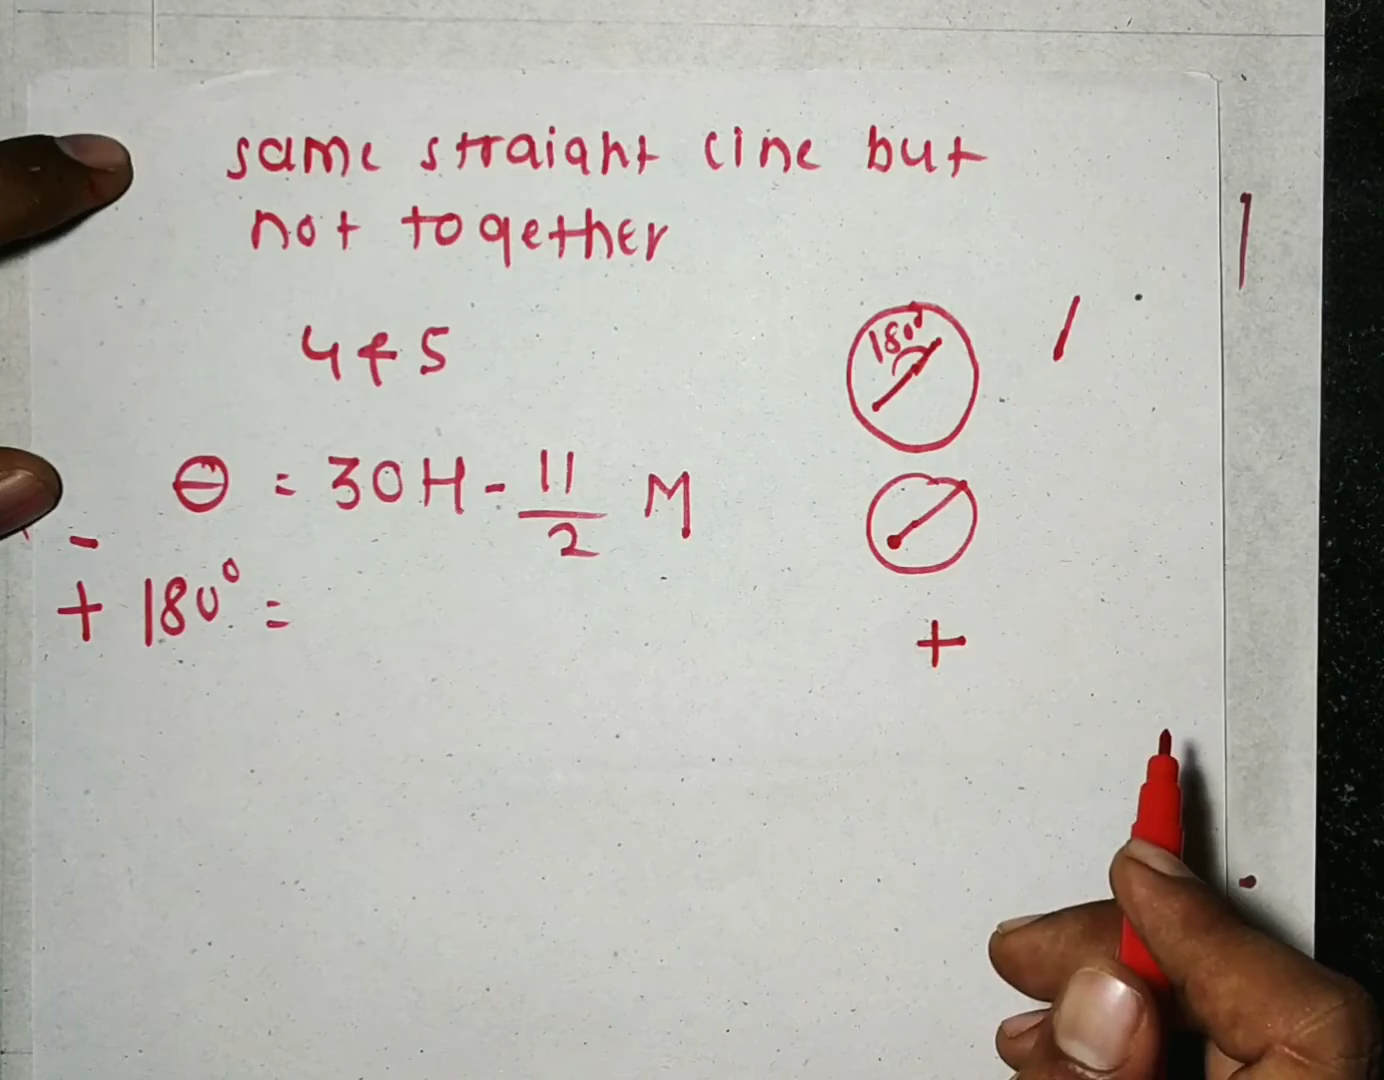 same straight line but
not together
4 & 5
180°
θ = 30H - 11/2 M
-
+ 180° =
+